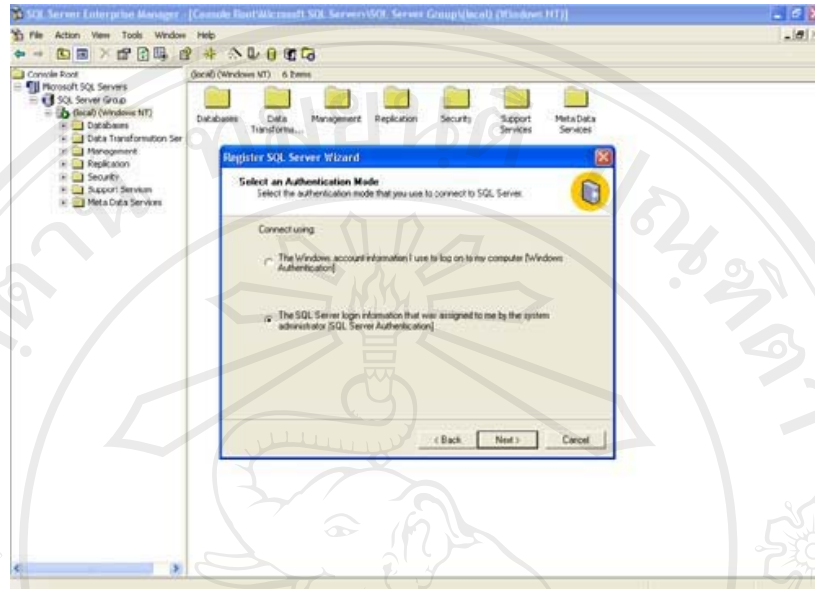 SQL Server Enterprise Manager - [Console Root\Microsoft SQL Servers\SQL Server Group\(local) (Windows NT)]
File Action View Tools Window Help
Console Root
Microsoft SQL Servers
SQL Server Group
(local) (Windows NT)
Databases
Data Transformation Ser
Management
Replication
Security
Support Services
Meta Data Services
(local) (Windows NT) 6 Items
Databases
Data Transforma...
Management
Replication
Security
Support Services
Meta Data Services
Register SQL Server Wizard
Select an Authentication Mode
Select the authentication mode that you use to connect to SQL Server.
Connect using:
The Windows account information I use to log on to my computer [Windows
Authentication]
The SQL Server login information that was assigned to me by the system
administrator [SQL Server Authentication]
< Back Next > Cancel